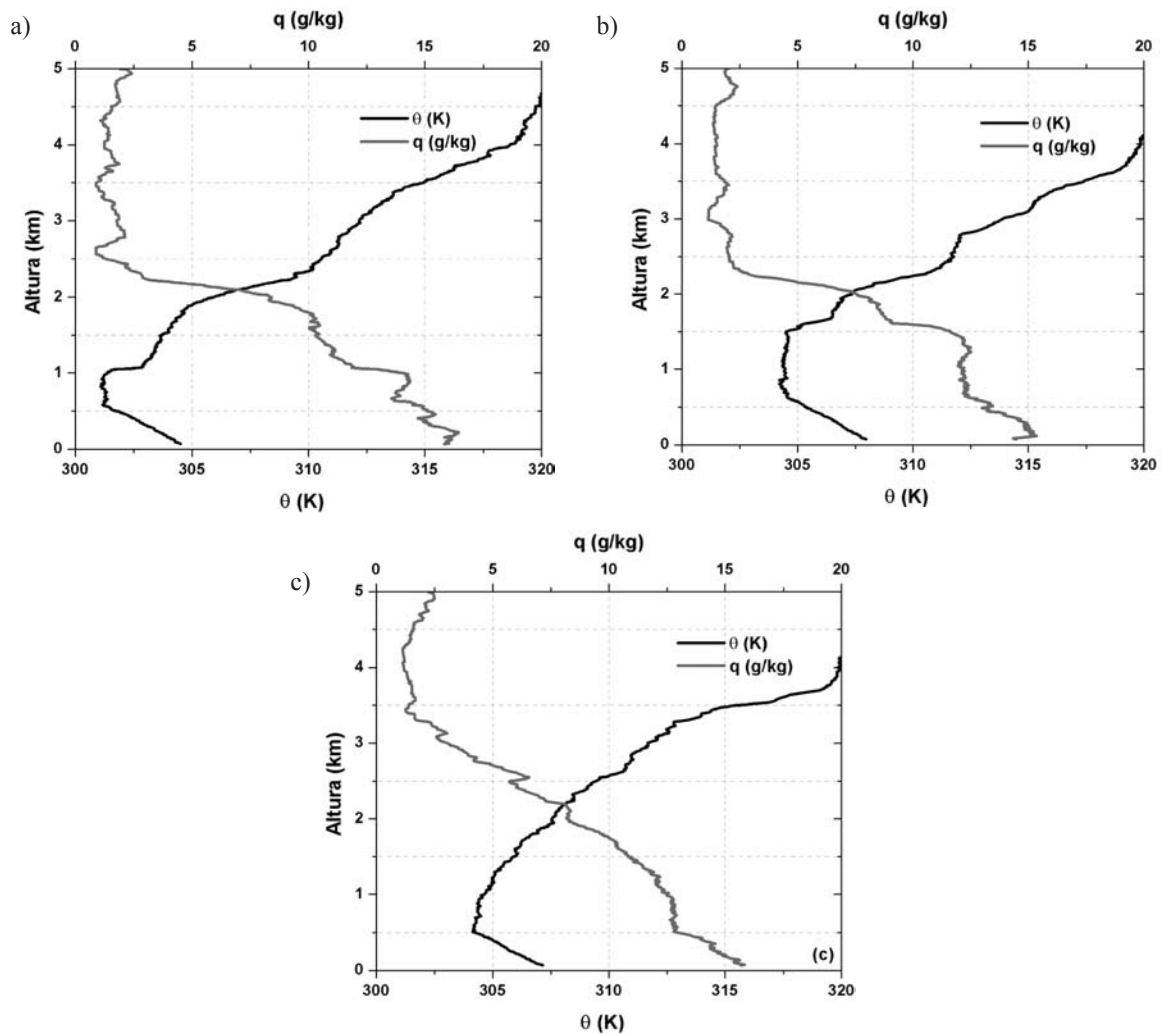 a)
q (g/kg)
0 5 10 15 20
5
4
3
2
1
0
Altura (km)
θ (K)
q (g/kg)
300 305 310 315 320
θ (K)
b)
q (g/kg)
0 5 10 15 20
5
4
3
2
1
0
Altura (km)
θ (K)
q (g/kg)
300 305 310 315 320
θ (K)
c)
q (g/kg)
0 5 10 15 20
5
4
3
2
1
0
Altura (km)
θ (K)
q (g/kg)
(c)
300 305 310 315 320
θ (K)